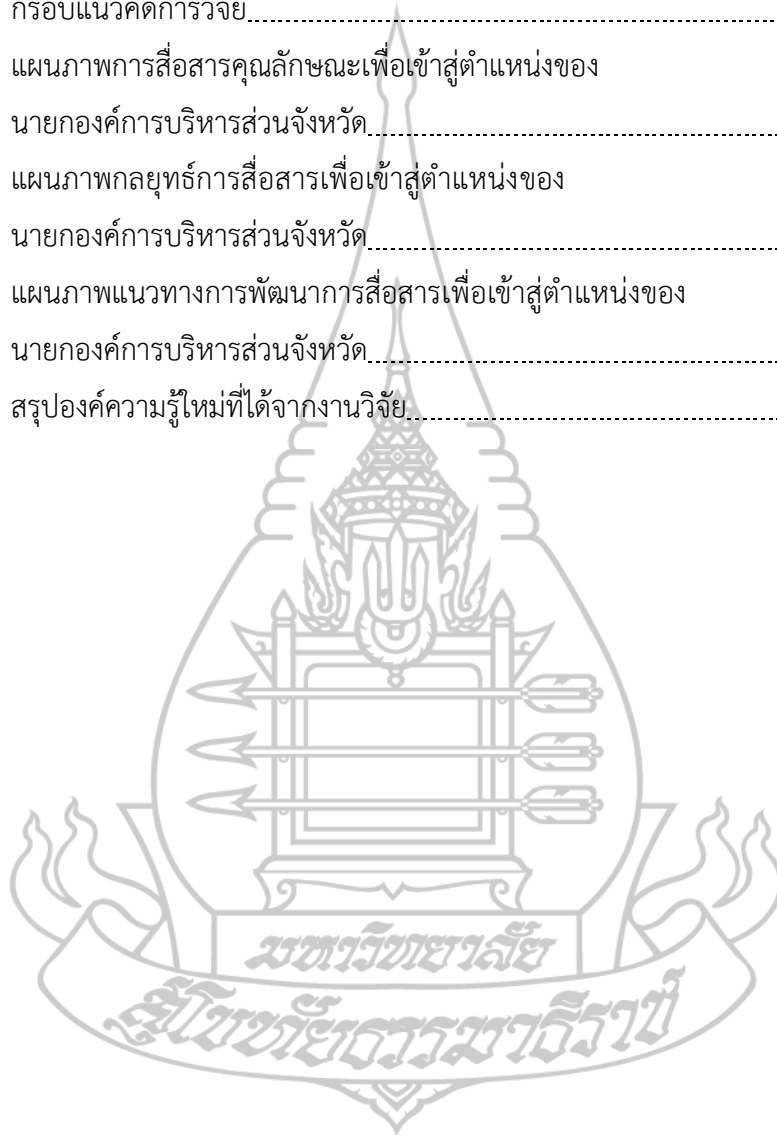 กรอบแนวคิดการวิจัย
แผนภาพการสื่อสารคุณลักษณะเพื่อเข้าสู่ตำแหน่งของ
นายกองค์การบริหารส่วนจังหวัด
แผนภาพกลยุทธ์การสื่อสารเพื่อเข้าสู่ตำแหน่งของ
นายกองค์การบริหารส่วนจังหวัด
แผนภาพแนวทางการพัฒนาการสื่อสารเพื่อเข้าสู่ตำแหน่งของ
นายกองค์การบริหารส่วนจังหวัด
สรุปองค์ความรู้ใหม่ที่ได้จากงานวิจัย
มหาวิทยาลัย
สุโขทัยธรรมาธิราช